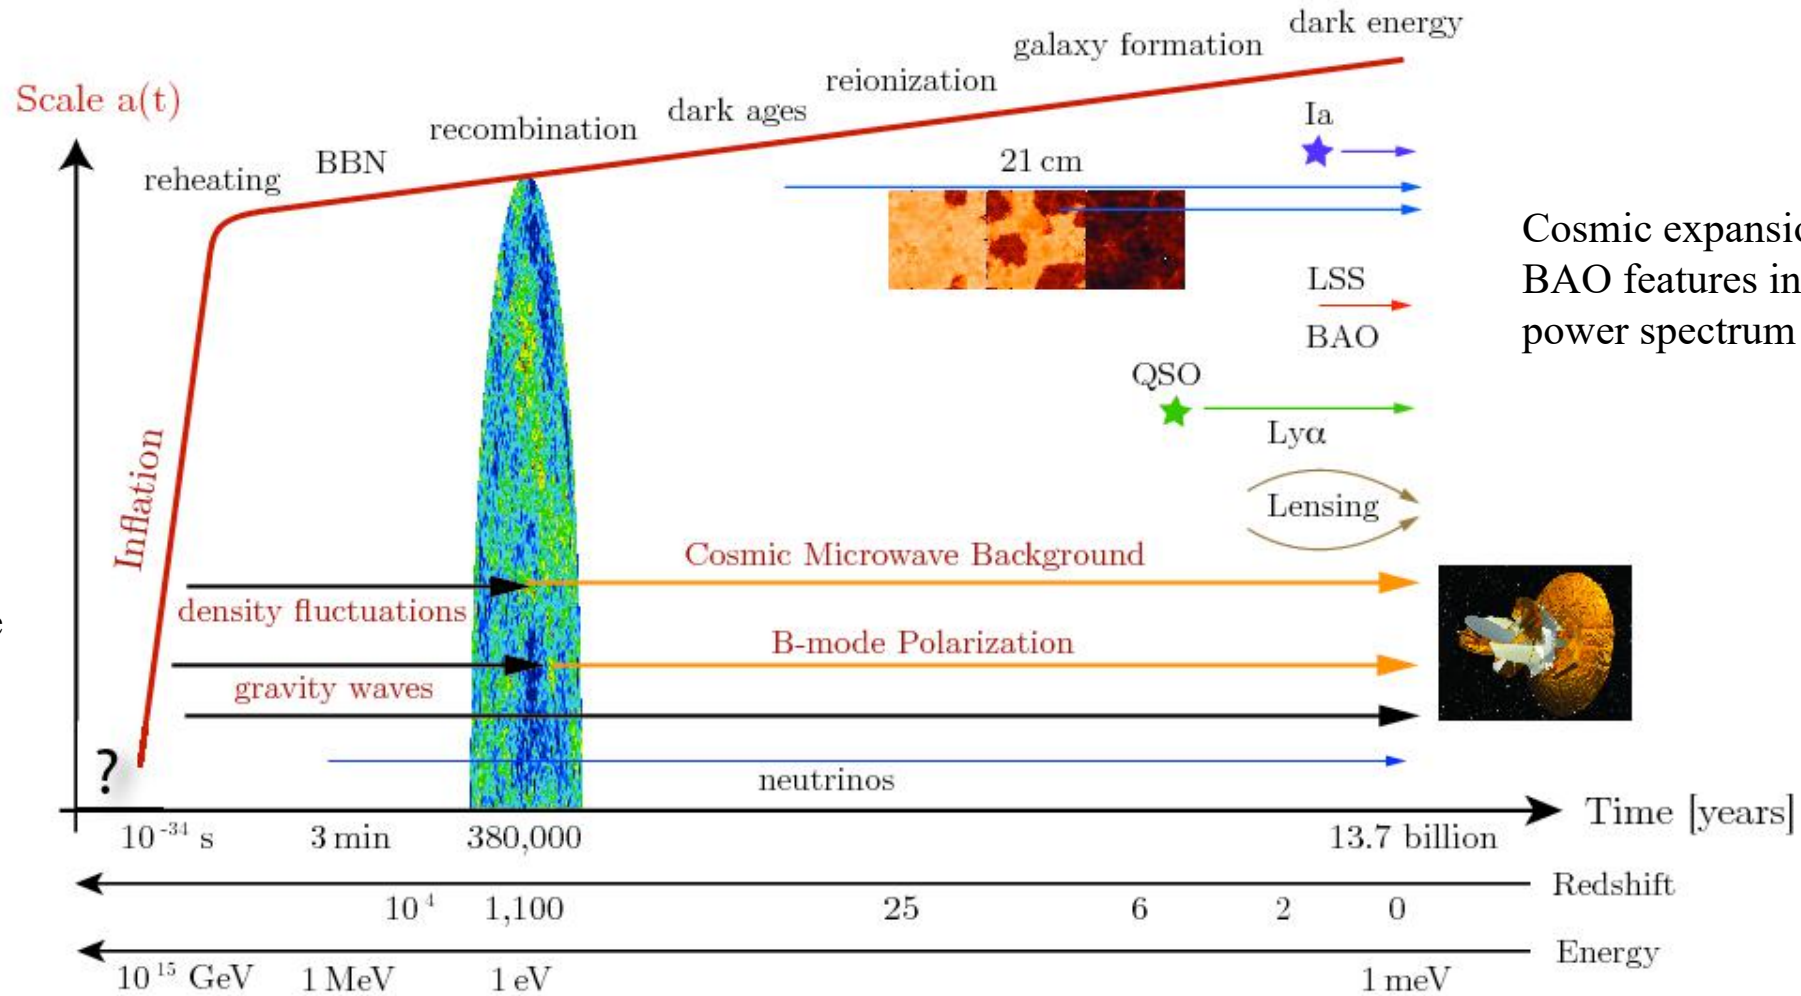 dark energy
galaxy formation
reionization
Scale a(t)
dark ages
recombination
BBN
reheating
Ia
21 cm
Cosmic expansio
BAO features in
power spectrum
LSS
BAO
QSO
Lyα
Lensing
Inflation
Cosmic Microwave Background
density fluctuations
B-mode Polarization
gravity waves
e
?
neutrinos
Time [years]
10⁻³⁴ s 3 min 380,000 13.7 billion
Redshift
10⁴ 1,100 25 6 2 0
Energy
10¹⁵ GeV 1 MeV 1 eV 1 meV